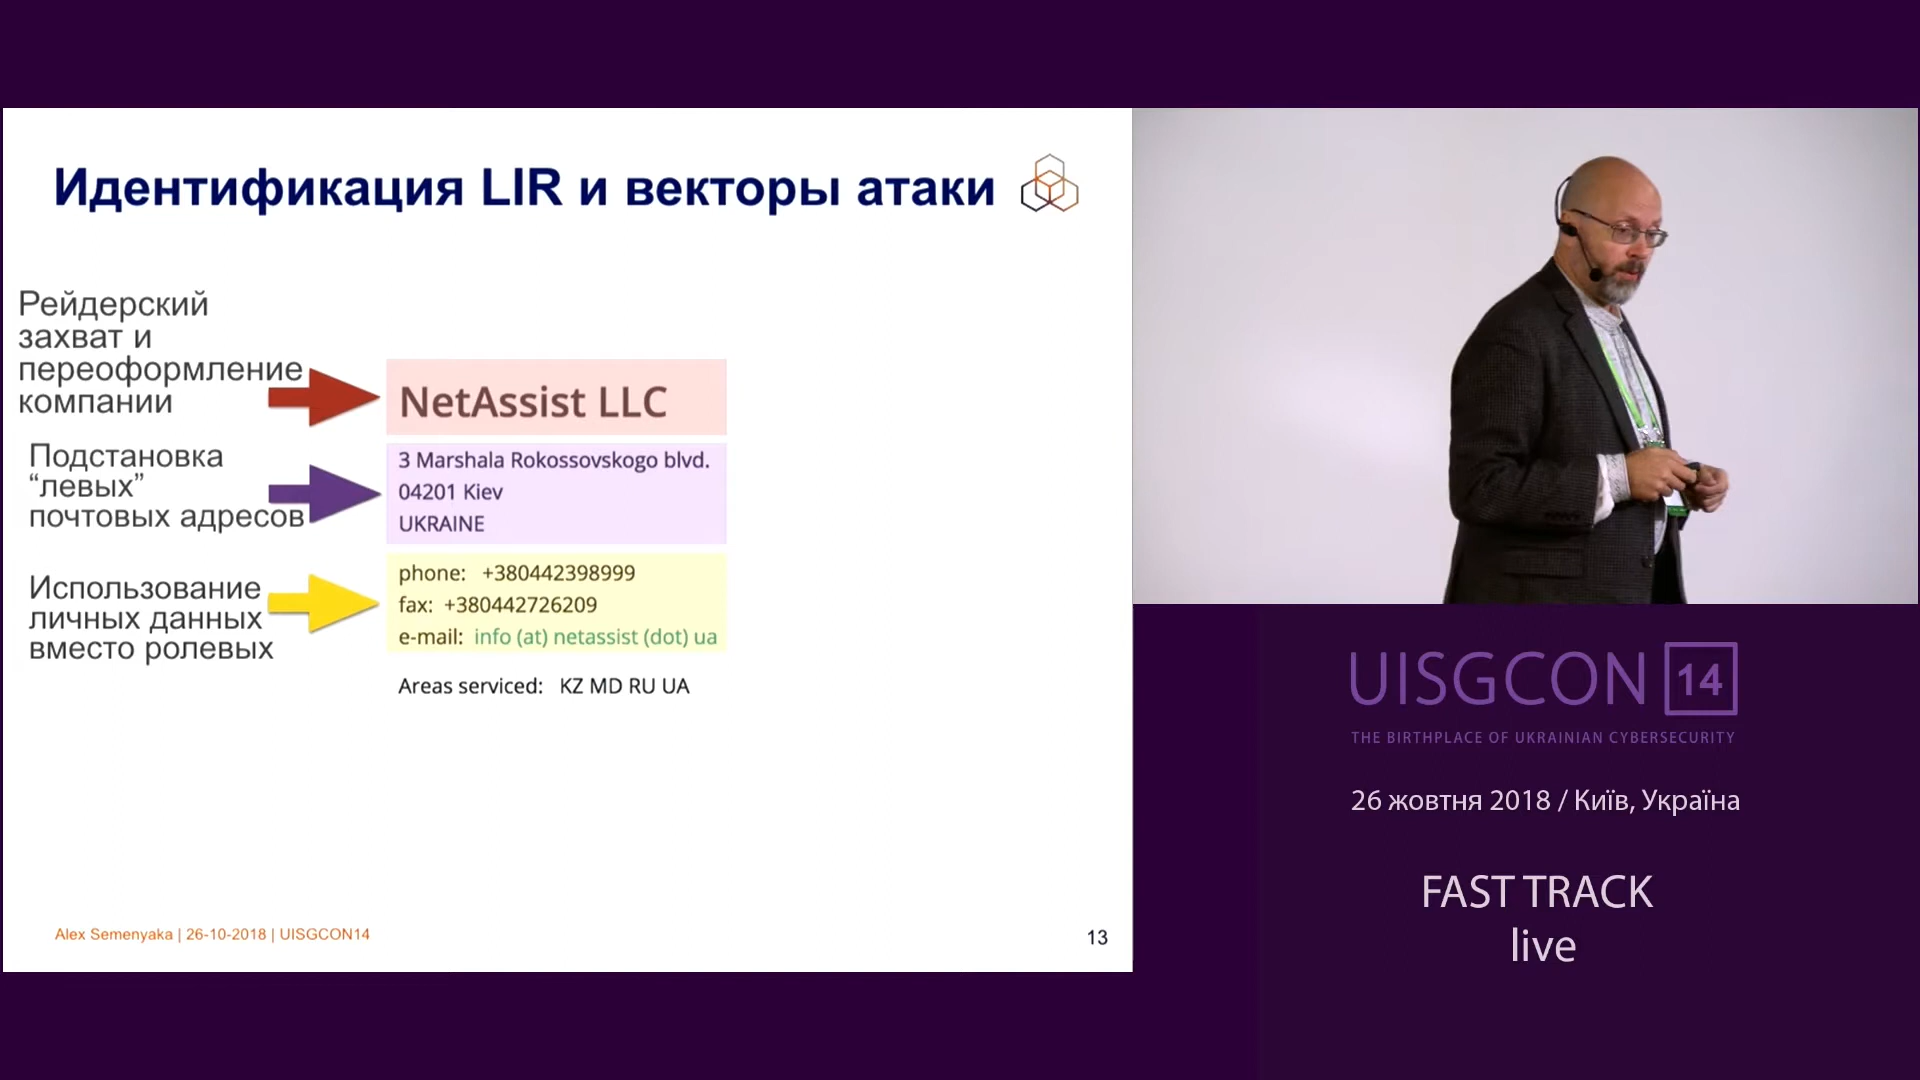 Идентификация LIR и векторы атаки
Рейдерский
захват и
переоформление
компании
NetAssist LLC
Подстановка
“левых”
почтовых адресов
3 Marshala Rokossovskogo blvd.
04201 Kiev
UKRAINE
Использование
личных данных
вместо ролевых
phone: +380442398999
fax: +380442726209
e-mail: info (at) netassist (dot) ua
Areas serviced: KZ MD RU UA
Alex Semenyaka | 26-10-2018 | UISGCON14
13
UISGCON 14
THE BIRTHPLACE OF UKRAINIAN CYBERSECURITY
26 жовтня 2018 / Київ, Україна
FAST TRACK
live